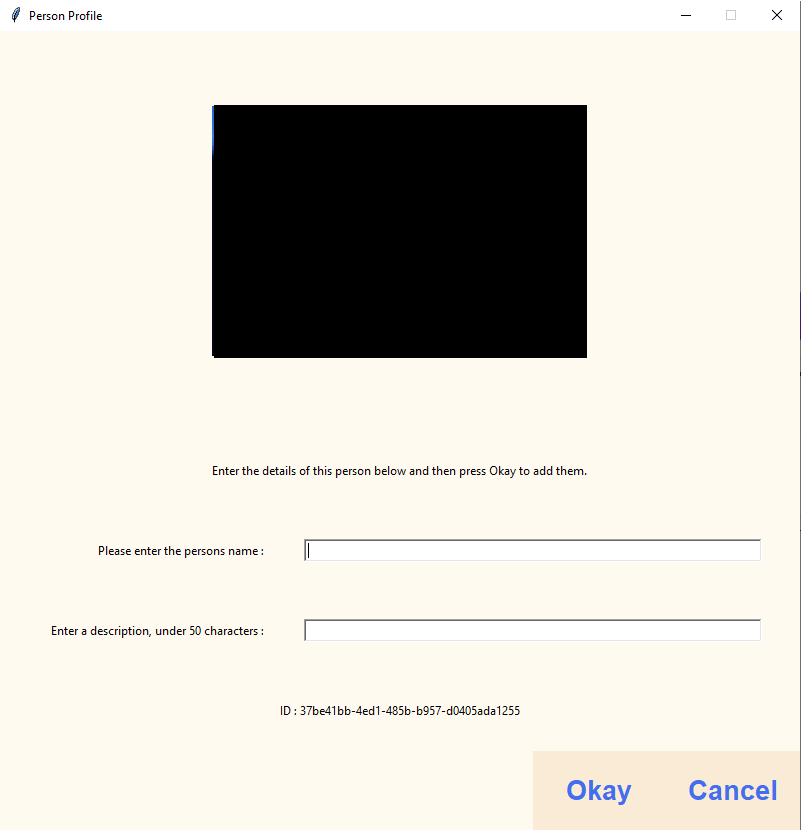 Person Profile
Enter the details of this person below and then press Okay to add them.
Please enter the persons name :
Enter a description, under 50 characters :
ID : 37be41bb-4ed1-485b-b957-d0405ada1255
Okay Cancel